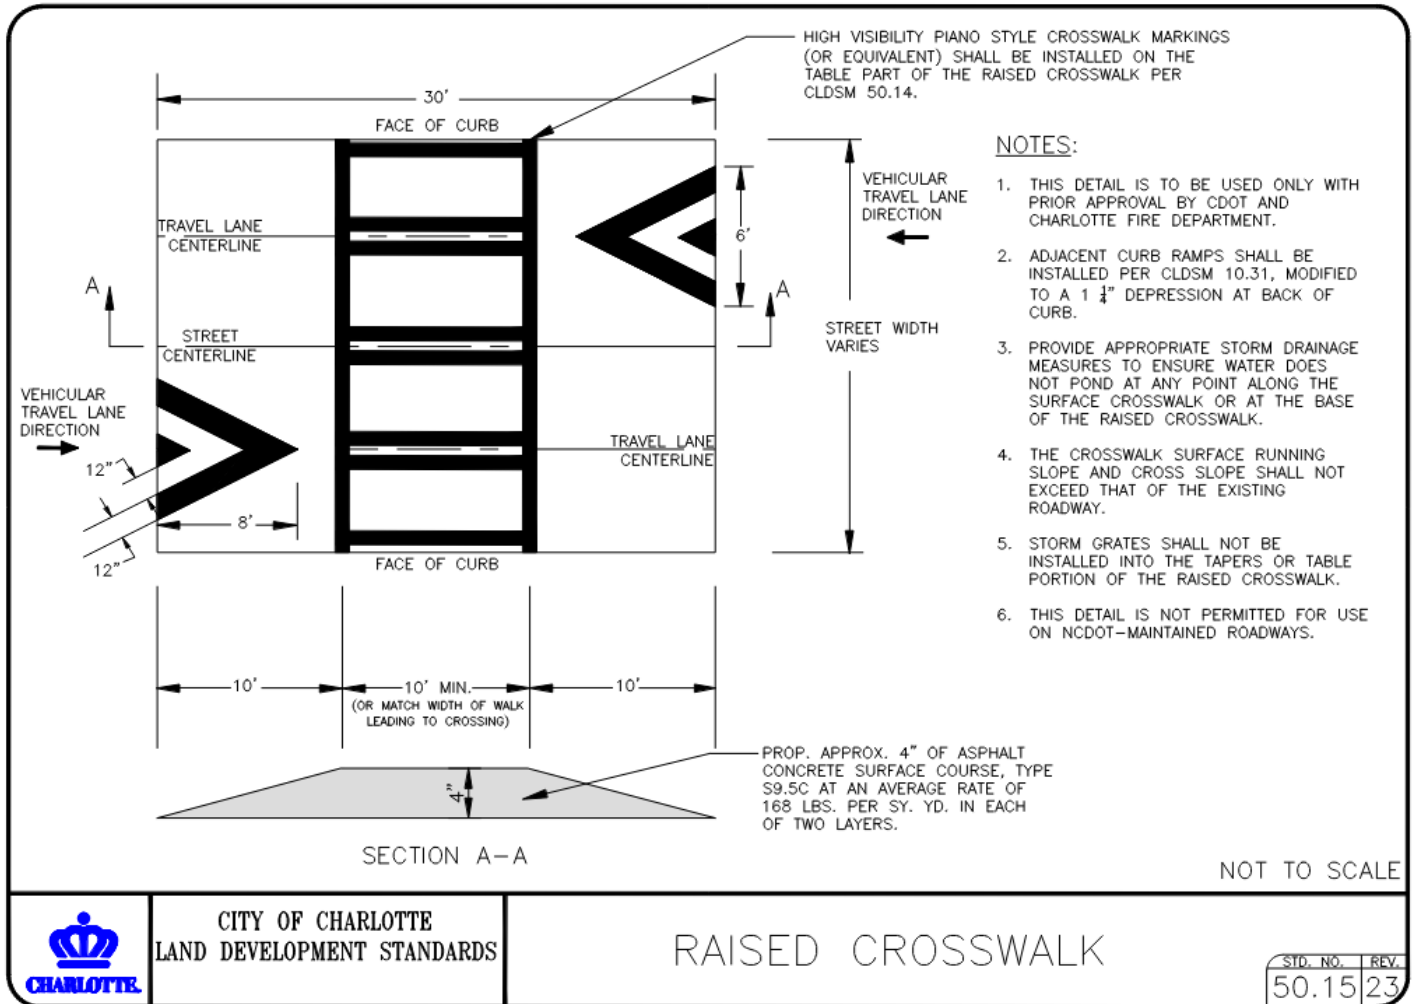 HIGH VISIBILITY PIANO STYLE CROSSWALK MARKINGS
(OR EQUIVALENT) SHALL BE INSTALLED ON THE
TABLE PART OF THE RAISED CROSSWALK PER
CLDSM 50.14.
30'
FACE OF CURB
TRAVEL LANE
CENTERLINE
A
STREET
CENTERLINE
VEHICULAR
TRAVEL LANE
DIRECTION
12"
12"
8'
FACE OF CURB
TRAVEL LANE
CENTERLINE
6'
A
VEHICULAR
TRAVEL LANE
DIRECTION
STREET WIDTH
VARIES
NOTES:
1. THIS DETAIL IS TO BE USED ONLY WITH
PRIOR APPROVAL BY CDOT AND
CHARLOTTE FIRE DEPARTMENT.
2. ADJACENT CURB RAMPS SHALL BE
INSTALLED PER CLDSM 10.31, MODIFIED
TO A 1 ¼" DEPRESSION AT BACK OF
CURB.
3. PROVIDE APPROPRIATE STORM DRAINAGE
MEASURES TO ENSURE WATER DOES
NOT POND AT ANY POINT ALONG THE
SURFACE CROSSWALK OR AT THE BASE
OF THE RAISED CROSSWALK.
4. THE CROSSWALK SURFACE RUNNING
SLOPE AND CROSS SLOPE SHALL NOT
EXCEED THAT OF THE EXISTING
ROADWAY.
5. STORM GRATES SHALL NOT BE
INSTALLED INTO THE TAPERS OR TABLE
PORTION OF THE RAISED CROSSWALK.
6. THIS DETAIL IS NOT PERMITTED FOR USE
ON NCDOT-MAINTAINED ROADWAYS.
10'
10' MIN.
(OR MATCH WIDTH OF WALK
LEADING TO CROSSING)
10'
4"
PROP. APPROX. 4" OF ASPHALT
CONCRETE SURFACE COURSE, TYPE
S9.5C AT AN AVERAGE RATE OF
168 LBS. PER SY. YD. IN EACH
OF TWO LAYERS.
SECTION A-A
NOT TO SCALE
CHARLOTTE.
CITY OF CHARLOTTE
LAND DEVELOPMENT STANDARDS
RAISED CROSSWALK
STD. NO. REV.
50.15 23